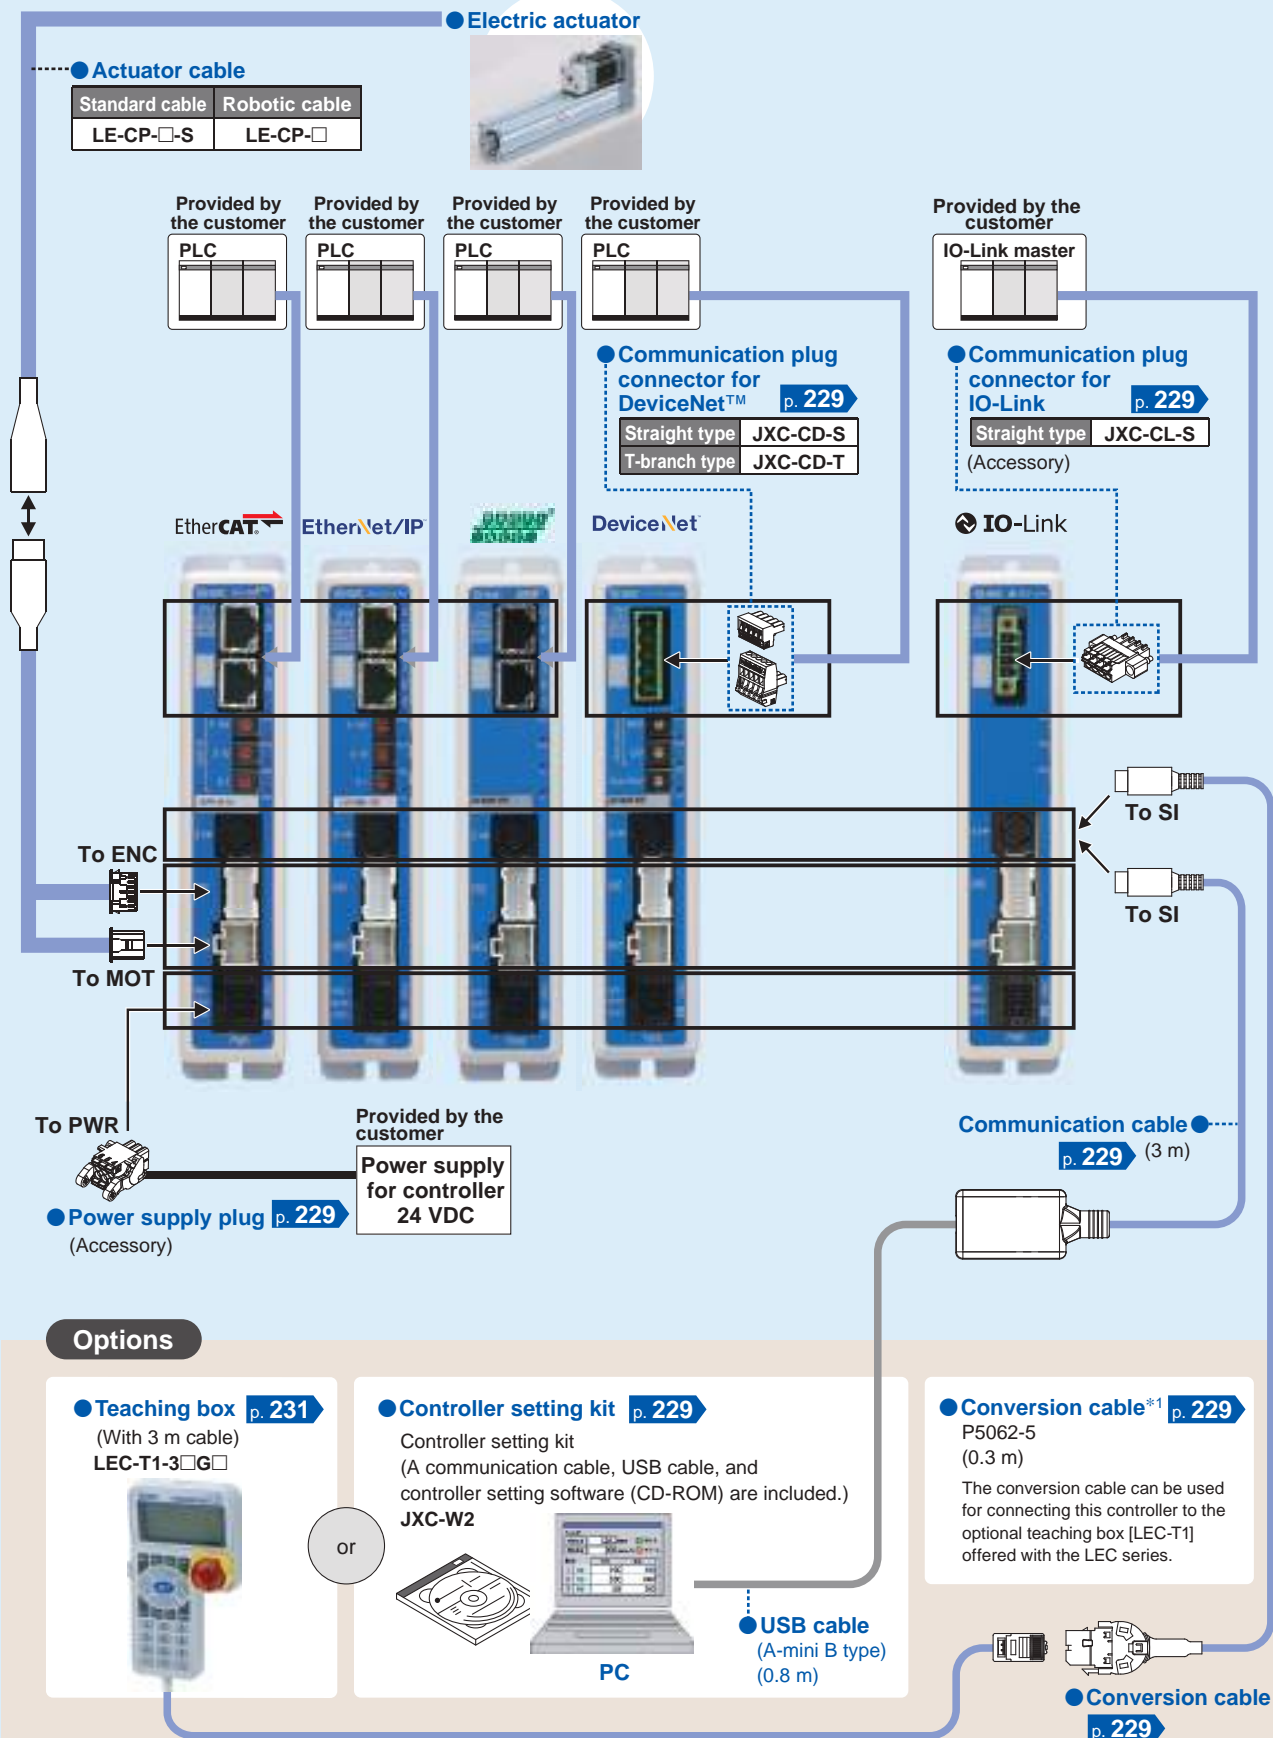 Electric actuator
Actuator cable
Standard cable Robotic cable
LE-CP-□-S LE-CP-□
Provided by
the customer
PLC
Provided by
the customer
PLC
Provided by
the customer
PLC
Provided by
the customer
PLC
Provided by the
customer
IO-Link master
Communication plug
connector for
DeviceNet™ p. 229
Straight type JXC-CD-S
T-branch type JXC-CD-T
Communication plug
connector for
IO-Link p. 229
Straight type JXC-CL-S
(Accessory)
EtherCAT®
EtherNet/IP™
DeviceNet™
IO-Link
To SI
To SI
To ENC
To MOT
To PWR
Provided by the
customer
Power supply
for controller
24 VDC
Power supply plug p. 229
(Accessory)
Communication cable
p. 229 (3 m)
Options
Teaching box p. 231
(With 3 m cable)
LEC-T1-3□G□
or
Controller setting kit p. 229
Controller setting kit
(A communication cable, USB cable, and
controller setting software (CD-ROM) are included.)
JXC-W2
PC
USB cable
(A-mini B type)
(0.8 m)
Conversion cable*1 p. 229
P5062-5
(0.3 m)
The conversion cable can be used
for connecting this controller to the
optional teaching box [LEC-T1]
offered with the LEC series.
Conversion cable
p. 229